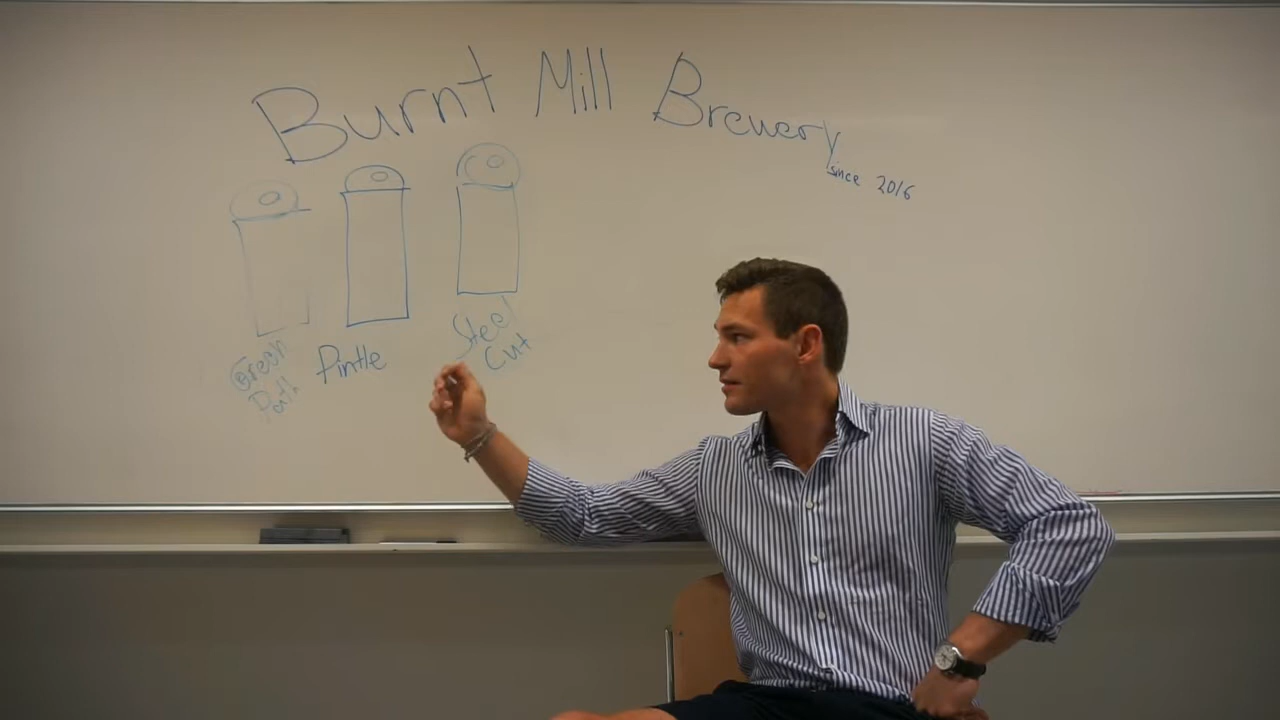 Burnt Mill Brewery
since 2016
Green
Path
Pintle
Steel
Cut